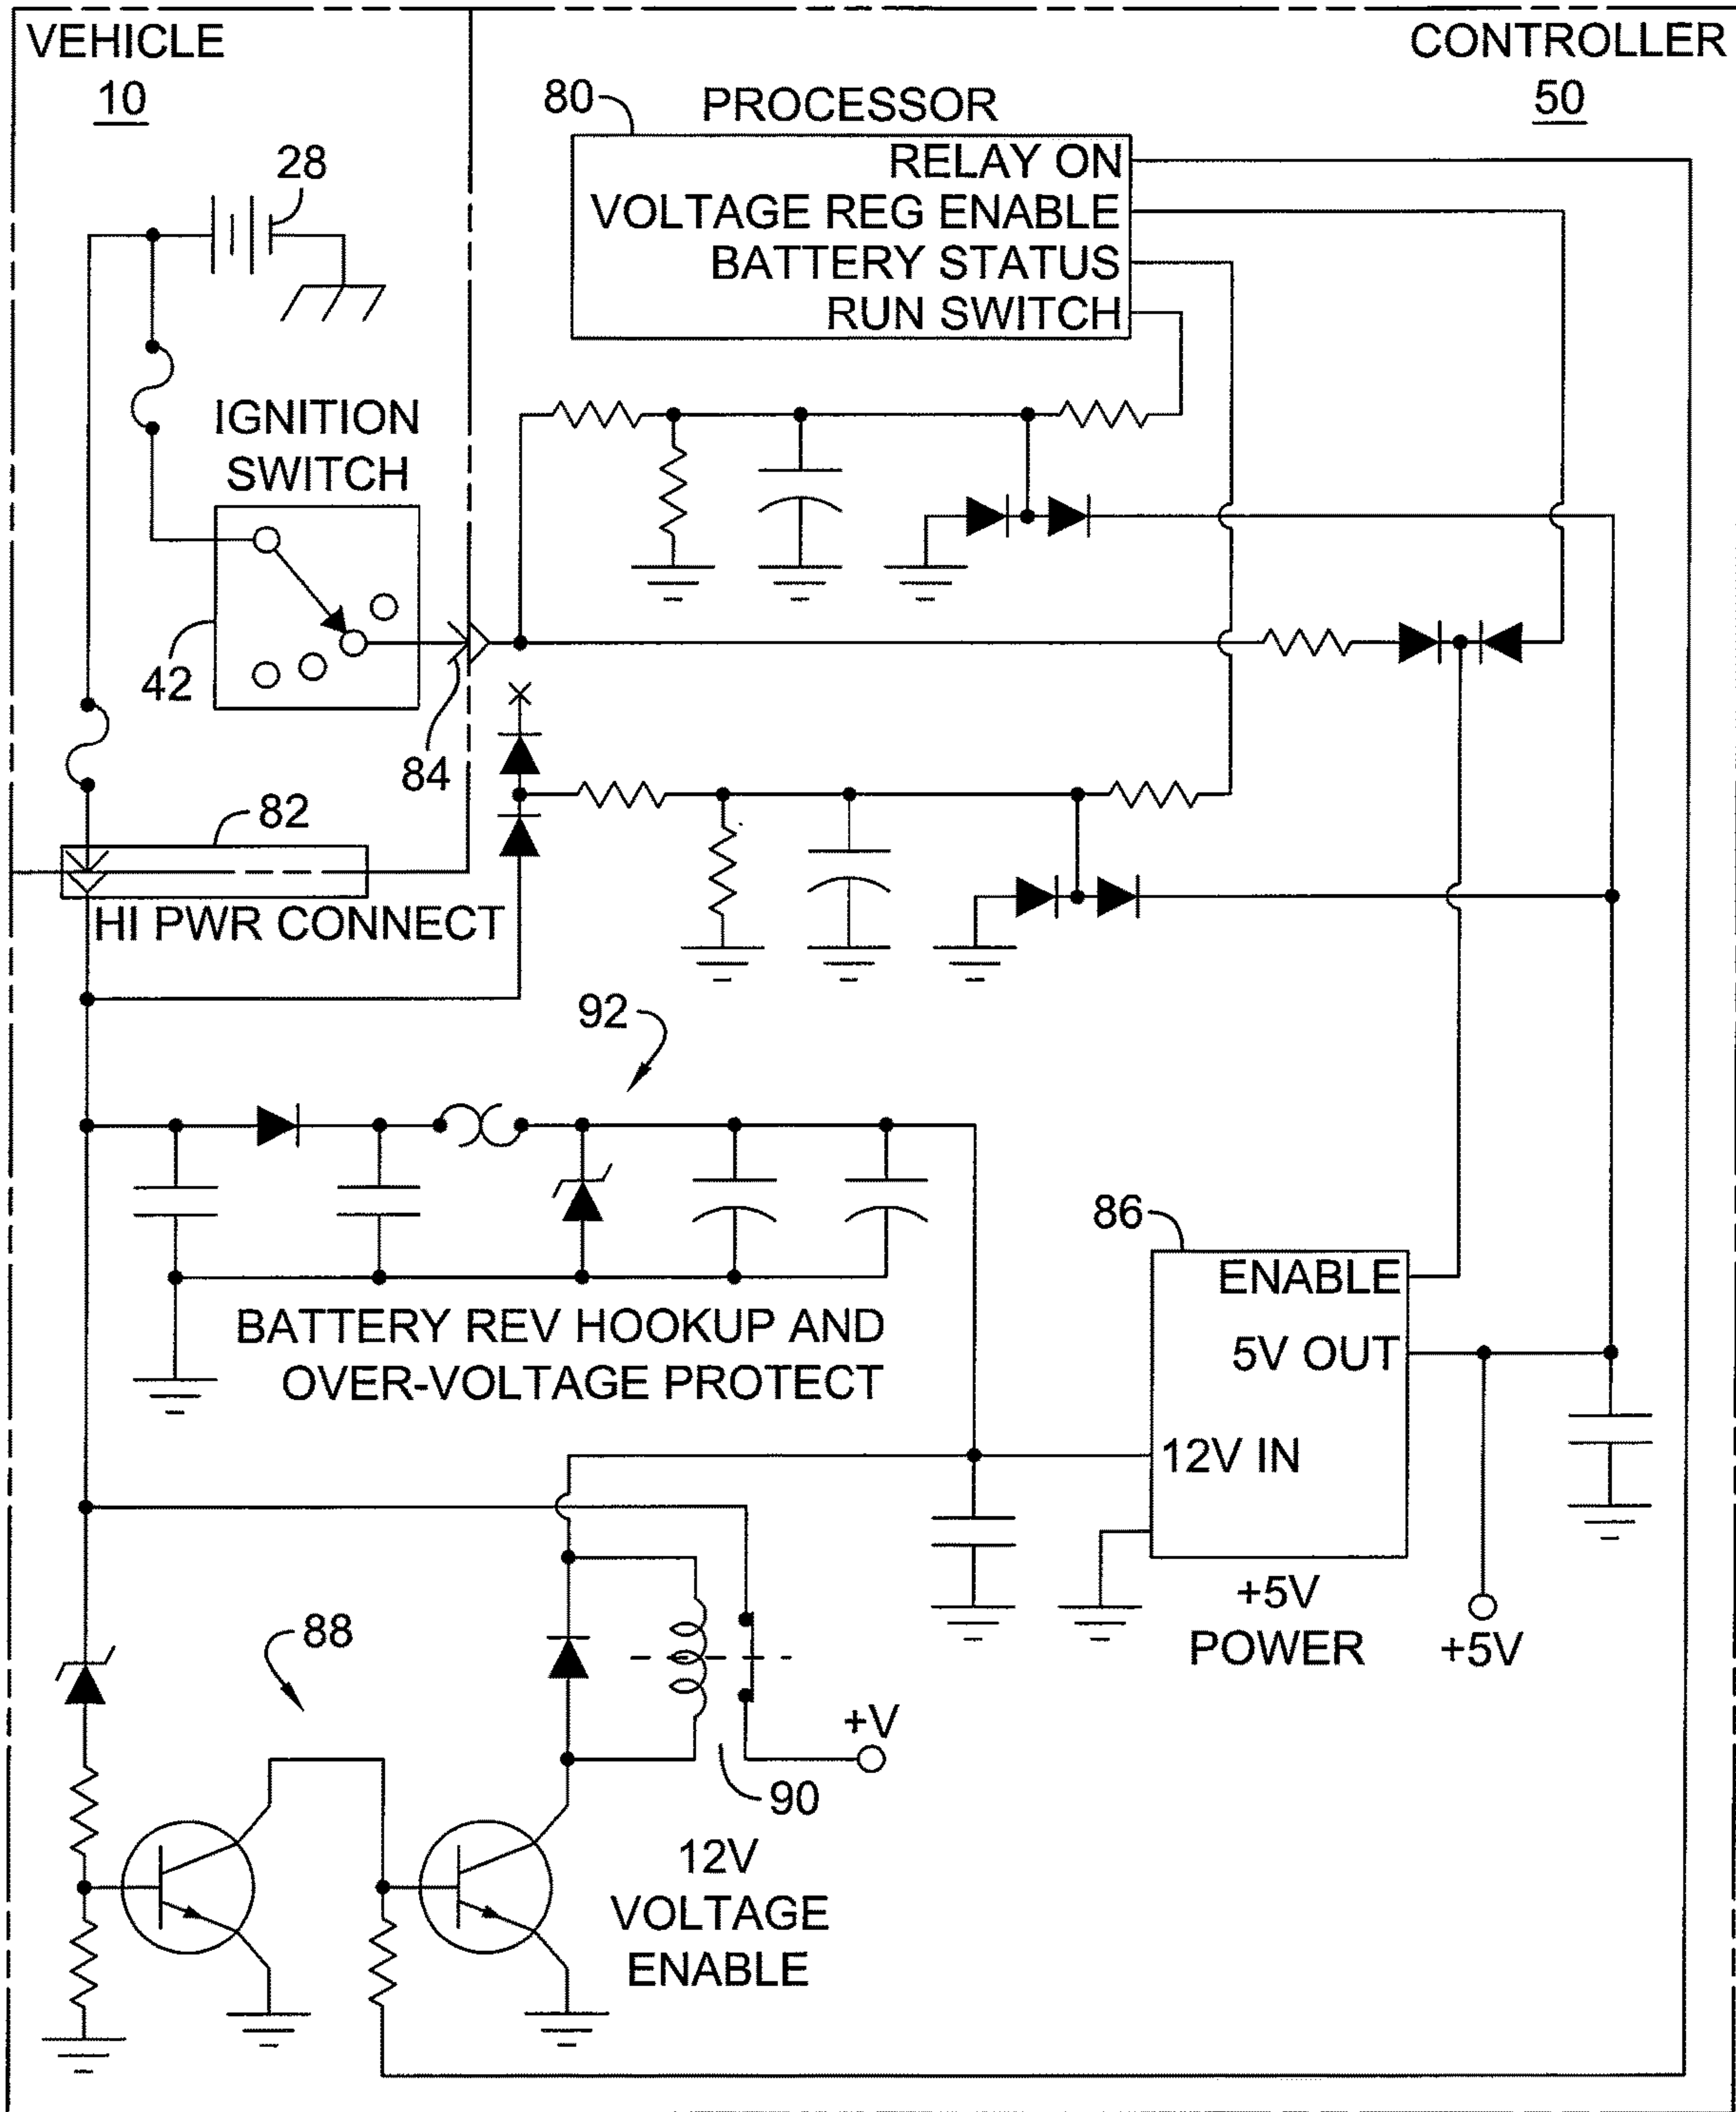 VEHICLE
10
CONTROLLER
50
80
PROCESSOR
RELAY ON
VOLTAGE REG ENABLE
BATTERY STATUS
RUN SWITCH
28
IGNITION
SWITCH
42
84
82
HI PWR CONNECT
92
BATTERY REV HOOKUP AND
OVER-VOLTAGE PROTECT
86
ENABLE
5V OUT
12V IN
+5V
POWER
+5V
88
+V
90
12V
VOLTAGE
ENABLE